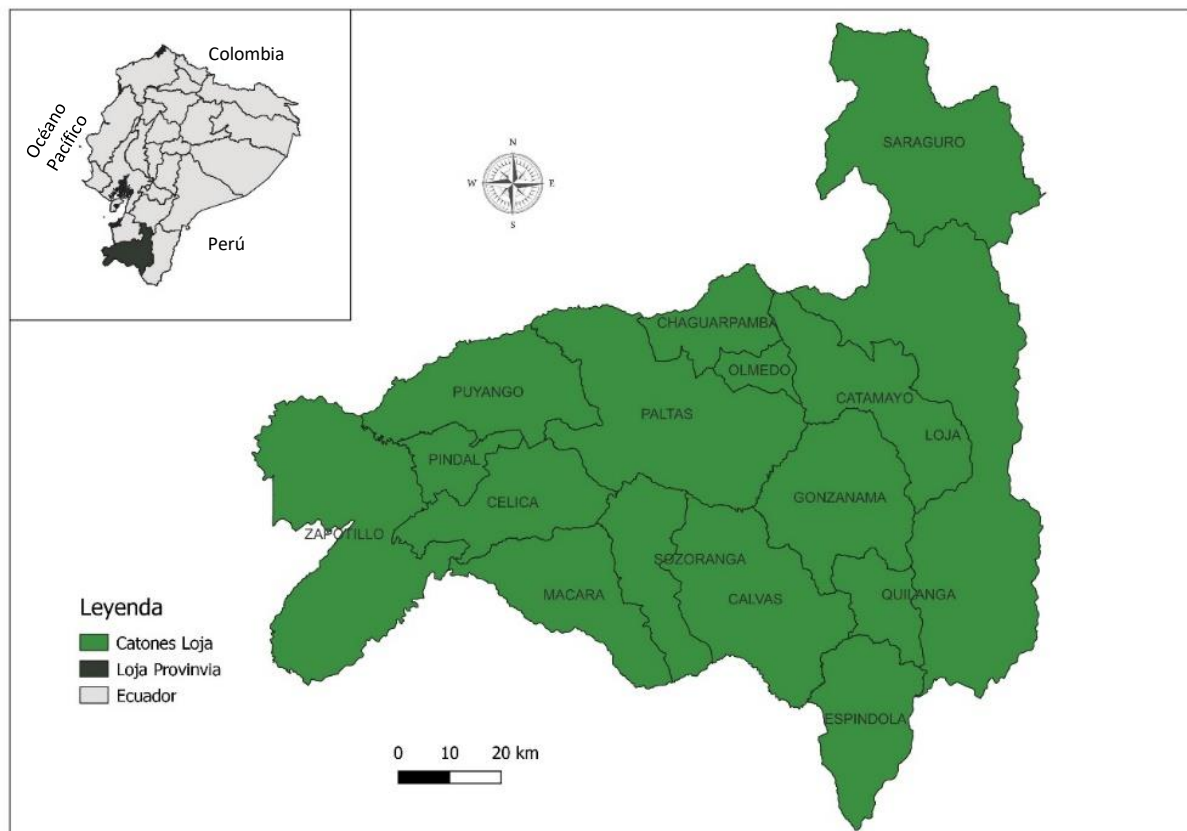 Colombia
Océano
Pacífico
Perú
N
W
E
S
SARAGURO
CHAGUARPAMBA
OLMEDO
PUYANGO
CATAMAYO
PALTAS
LOJA
PINDAL
GONZANAMA
CELICA
ZAPOTILLO
SOZORANGA
MACARA
CALVAS
QUILANGA
ESPINDOLA
Leyenda
Catones Loja
Loja Provinvia
Ecuador
0 10 20 km